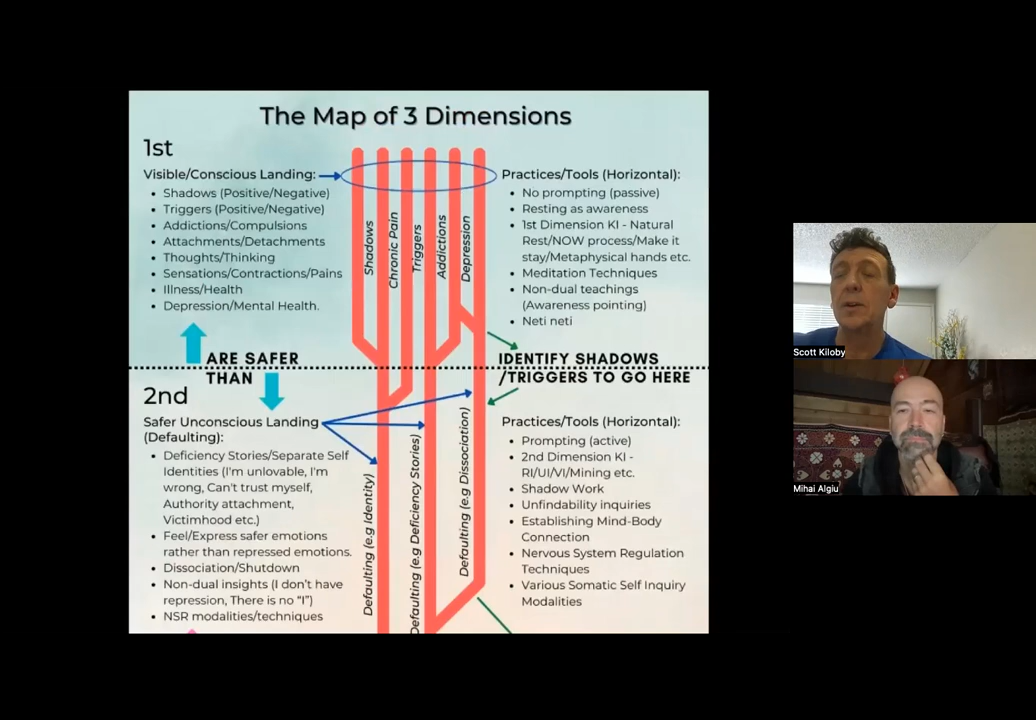 The Map of 3 Dimensions
1st
Visible/Conscious Landing:
• Shadows (Positive/Negative)
• Triggers (Positive/Negative)
• Addictions/Compulsions
• Attachments/Detachments
• Thoughts/Thinking
• Sensations/Contractions/Pains
• Illness/Health
• Depression/Mental Health.
Shadows
Chronic Pain
Triggers
Addictions
Depression
Practices/Tools (Horizontal):
• No prompting (passive)
• Resting as awareness
• 1st Dimension KI - Natural
Rest/NOW process/Make it
stay/Metaphysical hands etc.
• Meditation Techniques
• Non-dual teachings
(Awareness pointing)
• Neti neti
ARE SAFER
THAN
IDENTIFY SHADOWS
/TRIGGERS TO GO HERE
2nd
Safer Unconscious Landing
(Defaulting):
• Deficiency Stories/Separate Self
Identities (I'm unlovable, I'm
wrong, Can't trust myself,
Authority attachment,
Victimhood etc.)
• Feel/Express safer emotions
rather than repressed emotions.
• Dissociation/Shutdown
• Non-dual insights (I don't have
repression, There is no "I")
• NSR modalities/techniques
Defaulting (e.g Identity)
Defaulting (e.g Deficiency Stories)
Defaulting (e.g Dissociation)
Practices/Tools (Horizontal):
• Prompting (active)
• 2nd Dimension KI -
RI/UI/VI/Mining etc.
• Shadow Work
• Unfindability inquiries
• Establishing Mind-Body
Connection
• Nervous System Regulation
Techniques
• Various Somatic Self Inquiry
Modalities
Scott Kiloby
Mihai Algiu